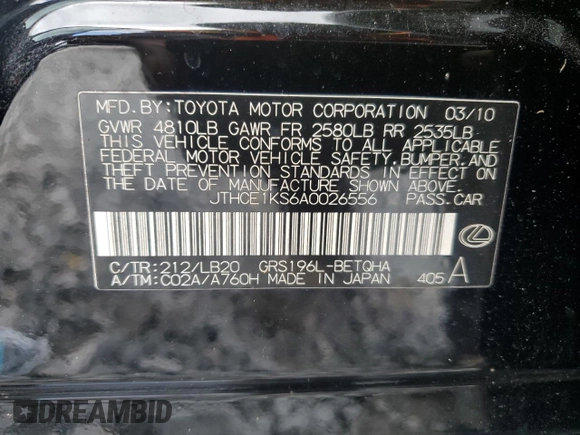 MFD. BY: TOYOTA MOTOR CORPORATION 03/10
GVWR 4810LB GAWR FR 2580LB RR 2535LB
THIS VEHICLE CONFORMS TO ALL APPLICABLE
FEDERAL MOTOR VEHICLE SAFETY, BUMPER, AND
THEFT PREVENTION STANDARDS IN EFFECT ON
THE DATE OF MANUFACTURE SHOWN ABOVE.
JTHCE1KS6A0026556 PASS. CAR
C/TR: 212/LB20 GRS196L-BETQHA
A/TM: C02A/A760H MADE IN JAPAN 405 A
DREAMBID